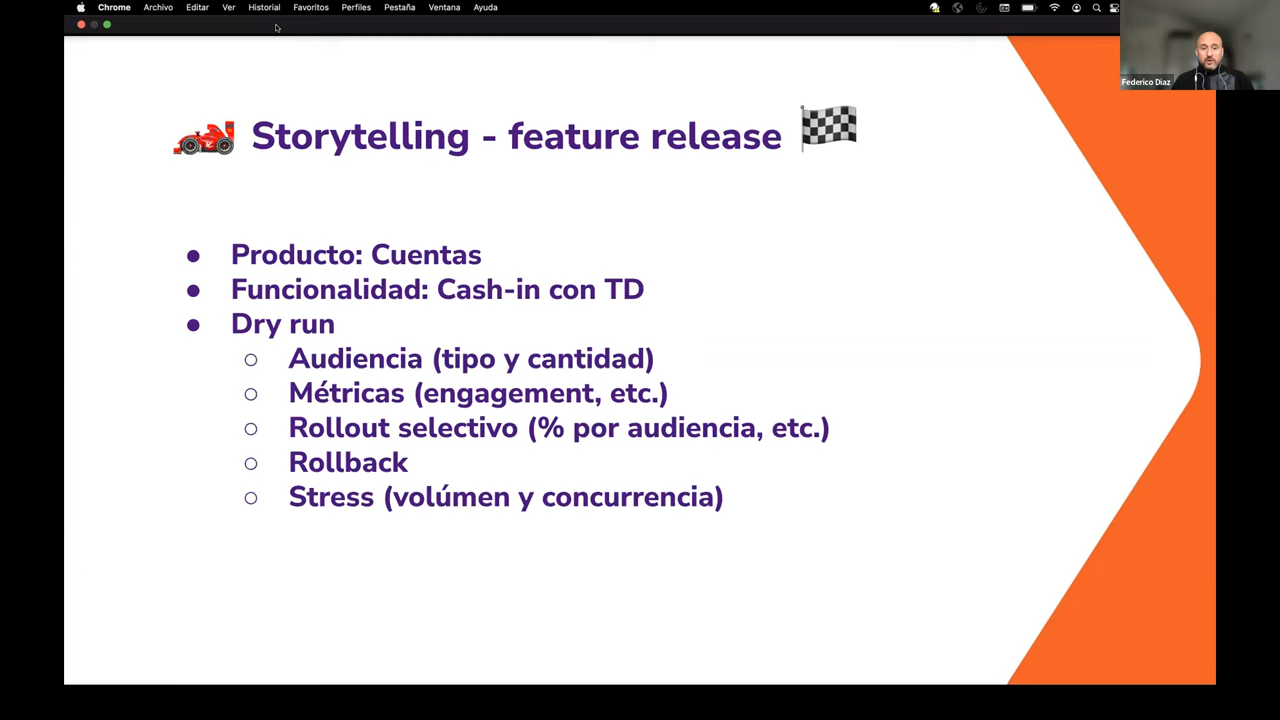 Chrome Archivo Editar Ver Historial Favoritos Perfiles Pestaña Ventana Ayuda
Federico Diaz
Storytelling - feature release
● Producto: Cuentas
● Funcionalidad: Cash-in con TD
● Dry run
○ Audiencia (tipo y cantidad)
○ Métricas (engagement, etc.)
○ Rollout selectivo (% por audiencia, etc.)
○ Rollback
○ Stress (volúmen y concurrencia)